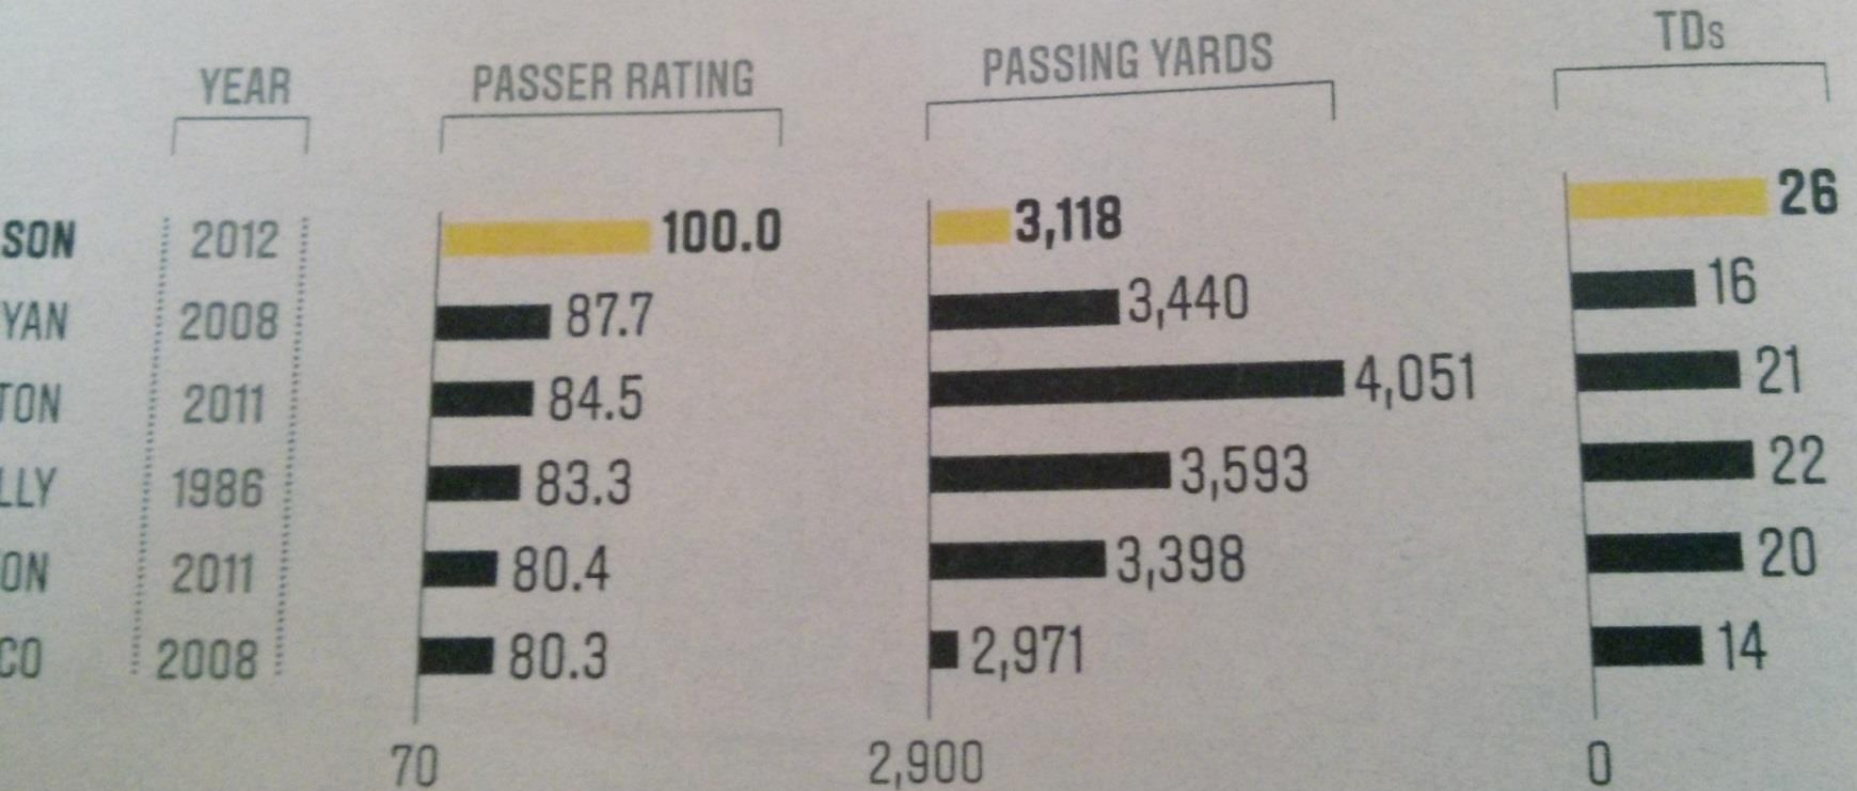 YEAR PASSER RATING PASSING YARDS TDs
SON 2012 100.0 3,118 26
YAN 2008 87.7 3,440 16
TON 2011 84.5 4,051 21
LLY 1986 83.3 3,593 22
ON 2011 80.4 3,398 20
CO 2008 80.3 2,971 14
70 2,900 0